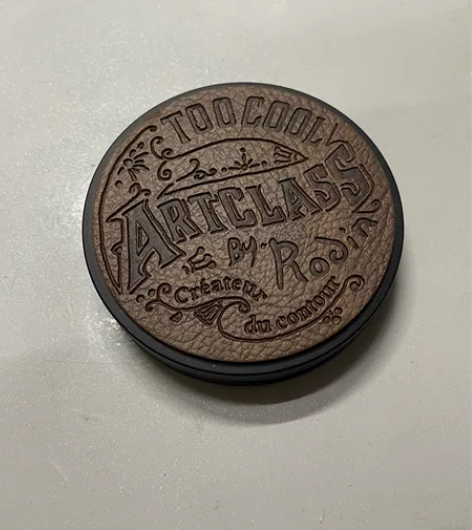 TOO COOL
ARTCLASS
By Rodin
Créateur
du contour